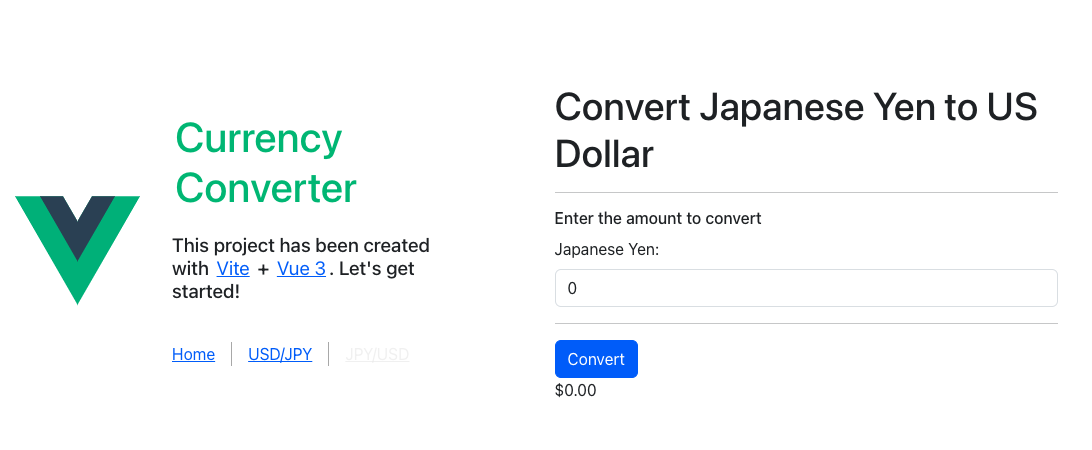 Currency
Converter
This project has been created
with Vite + Vue 3. Let's get
started!
Home
USD/JPY
JPY/USD
Convert Japanese Yen to US
Dollar
Enter the amount to convert
Japanese Yen:
0
Convert
$0.00